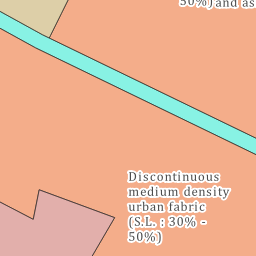 50%) and as
Discontinuous
medium density
urban fabric
(S.L. : 30% -
50%)